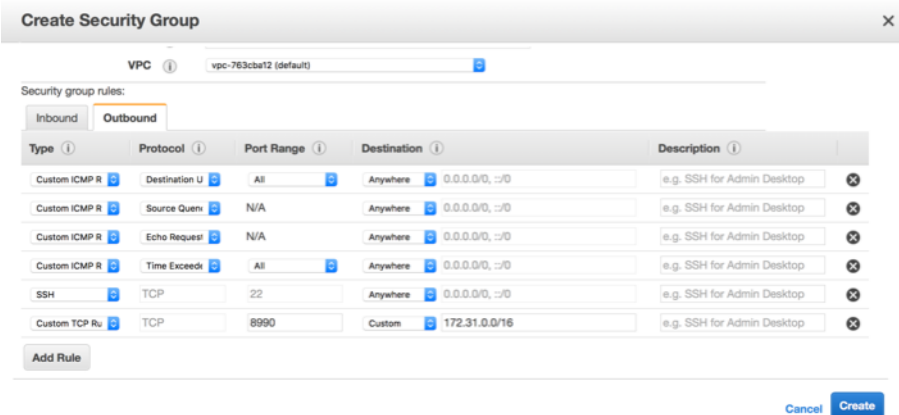 Create Security Group
VPC vpc-763cba12 (default)
Security group rules:
Inbound Outbound
Type Protocol Port Range Destination Description
Custom ICMP R Destination U All Anywhere 0.0.0.0/0, ::/0 e.g. SSH for Admin Desktop
Custom ICMP R Source Quen N/A Anywhere 0.0.0.0/0, ::/0 e.g. SSH for Admin Desktop
Custom ICMP R Echo Request N/A Anywhere 0.0.0.0/0, ::/0 e.g. SSH for Admin Desktop
Custom ICMP R Time Exceede All Anywhere 0.0.0.0/0, ::/0 e.g. SSH for Admin Desktop
SSH TCP 22 Anywhere 0.0.0.0/0, ::/0 e.g. SSH for Admin Desktop
Custom TCP Ru TCP 8990 Custom 172.31.0.0/16 e.g. SSH for Admin Desktop
Add Rule
Cancel Create